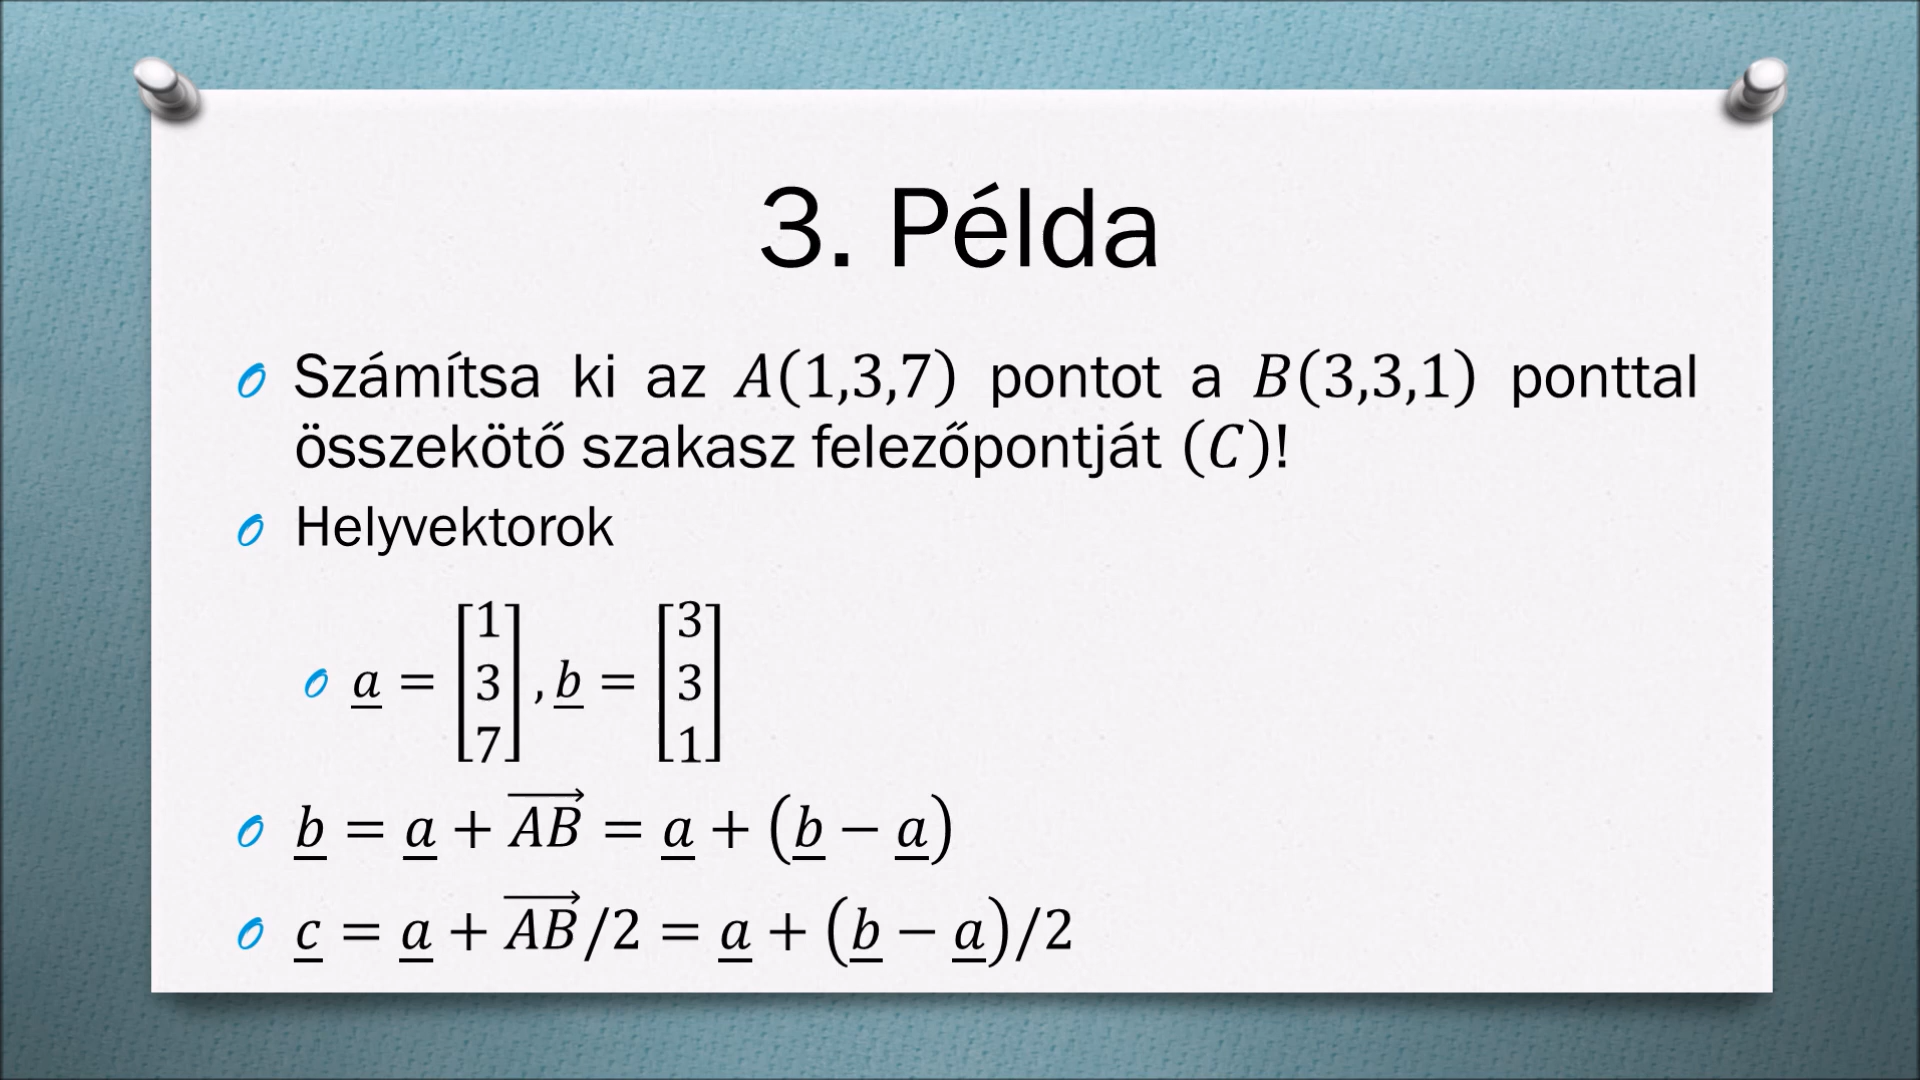 3. Példa
Számítsa ki az A(1,3,7) pontot a B(3,3,1) ponttal
összekötő szakasz felezőpontját (C)!
Helyvektorok
a = [1 3 7], b = [3 3 1]
b = a + AB = a + (b − a)
c = a + AB/2 = a + (b − a)/2